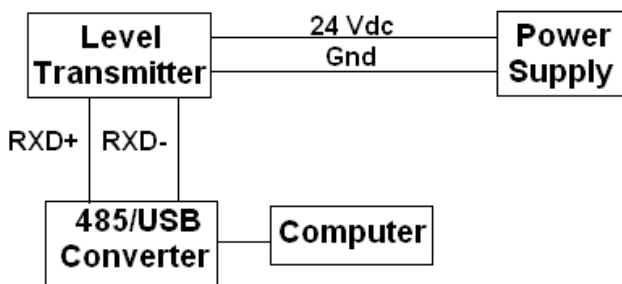 Level
Transmitter
24 Vdc
Gnd
Power
Supply
RXD+
RXD-
485/USB
Converter
Computer